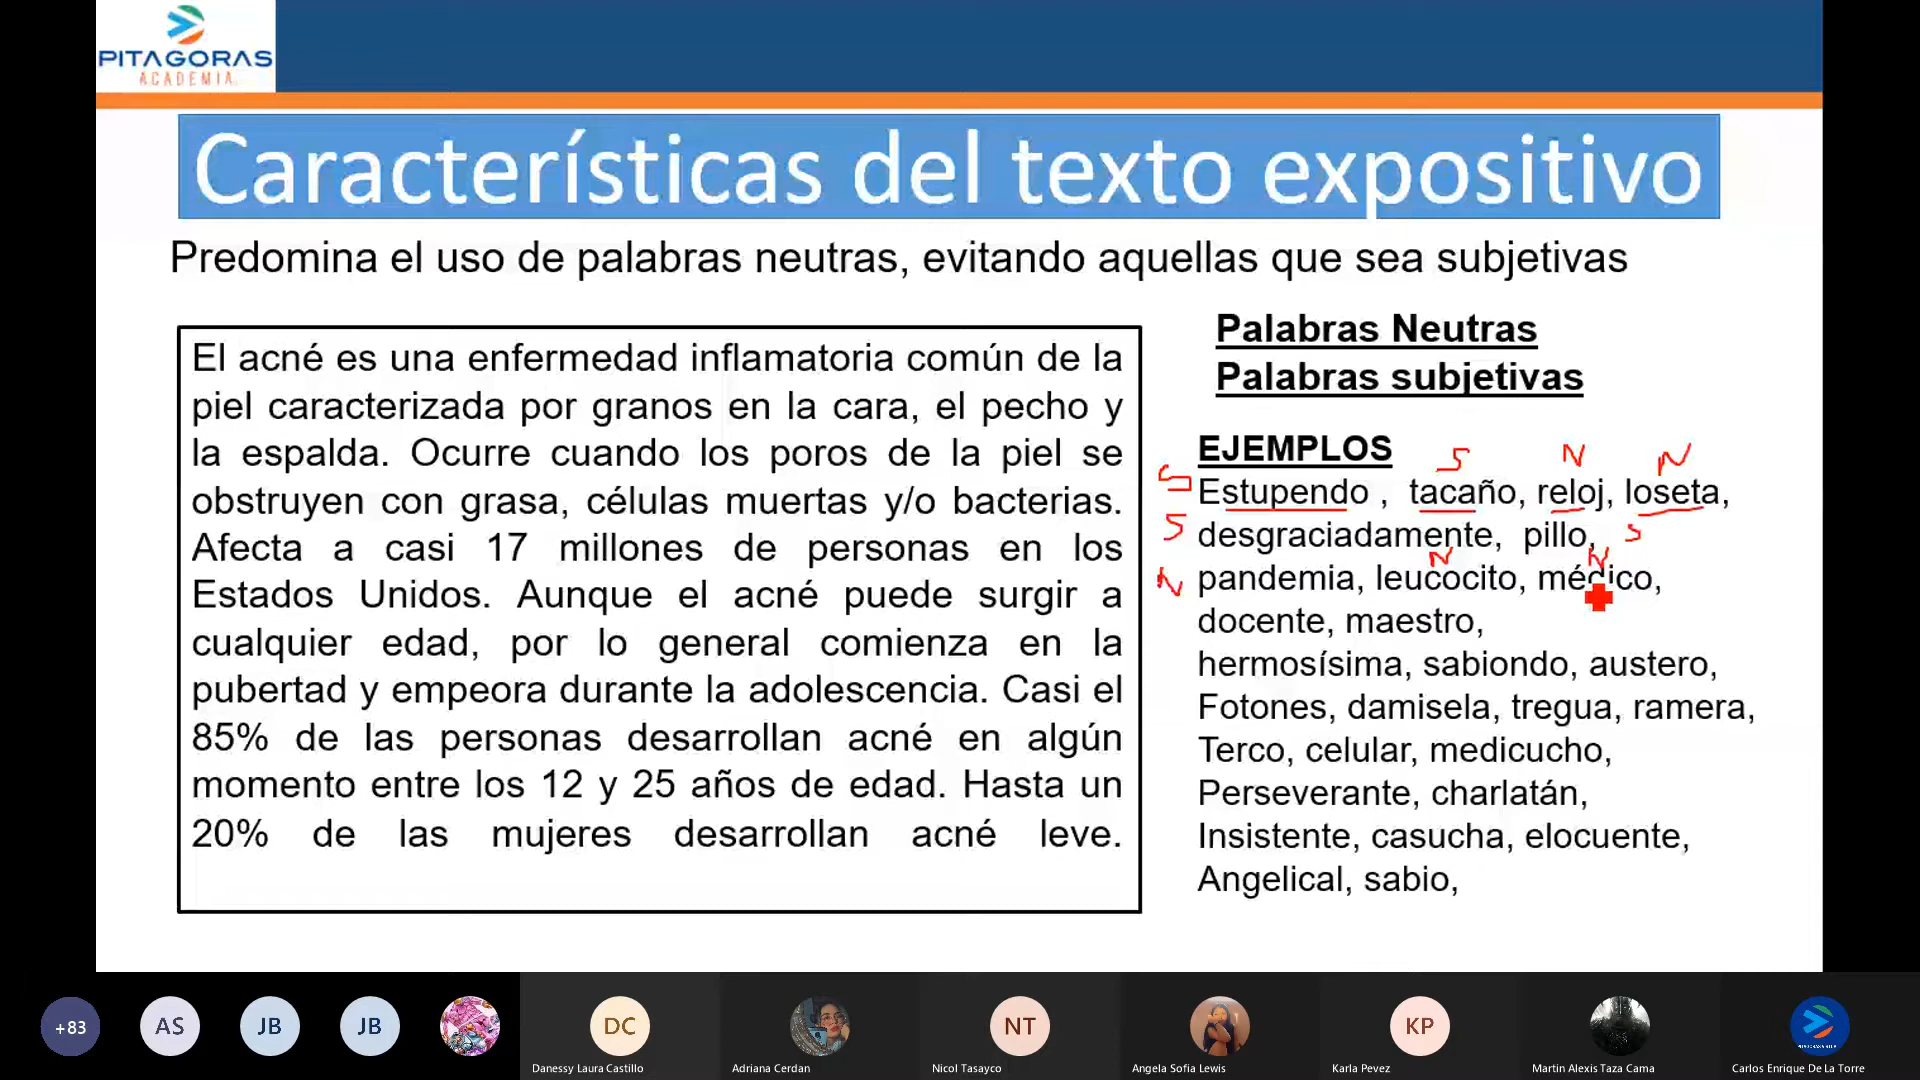 PITAGORAS
ACADEMIA
Características del texto expositivo
Predomina el uso de palabras neutras, evitando aquellas que sea subjetivas
El acné es una enfermedad inflamatoria común de la
piel caracterizada por granos en la cara, el pecho y
la espalda. Ocurre cuando los poros de la piel se
obstruyen con grasa, células muertas y/o bacterias.
Afecta a casi 17 millones de personas en los
Estados Unidos. Aunque el acné puede surgir a
cualquier edad, por lo general comienza en la
pubertad y empeora durante la adolescencia. Casi el
85% de las personas desarrollan acné en algún
momento entre los 12 y 25 años de edad. Hasta un
20% de las mujeres desarrollan acné leve.
Palabras Neutras
Palabras subjetivas
EJEMPLOS
S N N
S Estupendo , tacaño, reloj, loseta,
S desgraciadamente, pillo, S
N N
N pandemia, leucocito, médico,
docente, maestro,
hermosísima, sabiondo, austero,
Fotones, damisela, tregua, ramera,
Terco, celular, medicucho,
Perseverante, charlatán,
Insistente, casucha, elocuente,
Angelical, sabio,
+83 AS JB JB DC NT KP
Danessy Laura Castillo Adriana Cerdan Nicol Tasayco Angela Sofia Lewis Karla Pevez Martin Alexis Taza Cama Carlos Enrique De La Torre